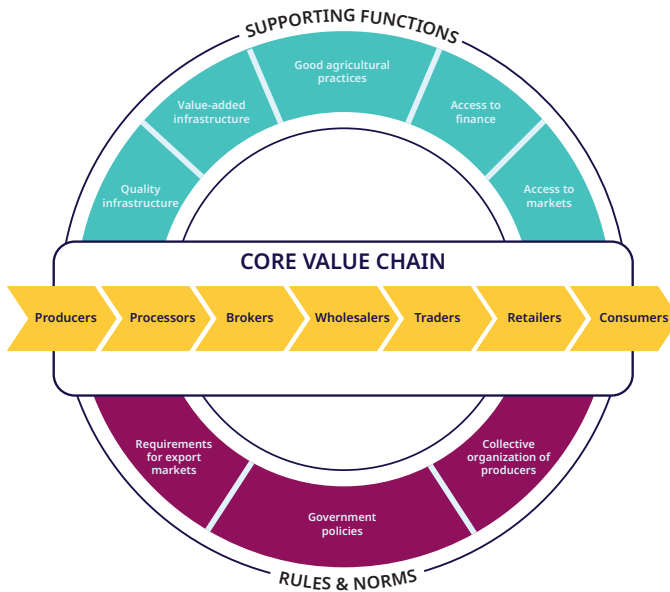 SUPPORTING FUNCTIONS
Good agricultural
practices
Value-added
infrastructure
Access to
finance
Quality
infrastructure
Access to
markets
CORE VALUE CHAIN
Producers
Processors
Brokers
Wholesalers
Traders
Retailers
Consumers
Requirements
for export
markets
Collective
organization of
producers
Government
policies
RULES & NORMS